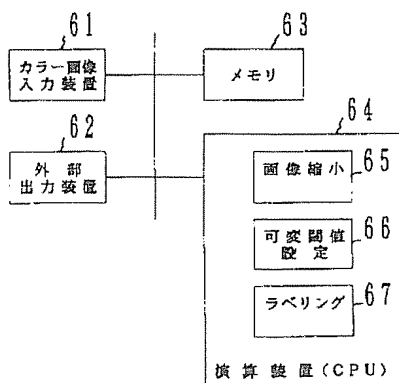 61
カラー画像
入力装置
63
メモリ
62
外部
出力装置
64
65
画像縮小
66
可変閾値
設定
67
ラベリング
演算装置(CPU)